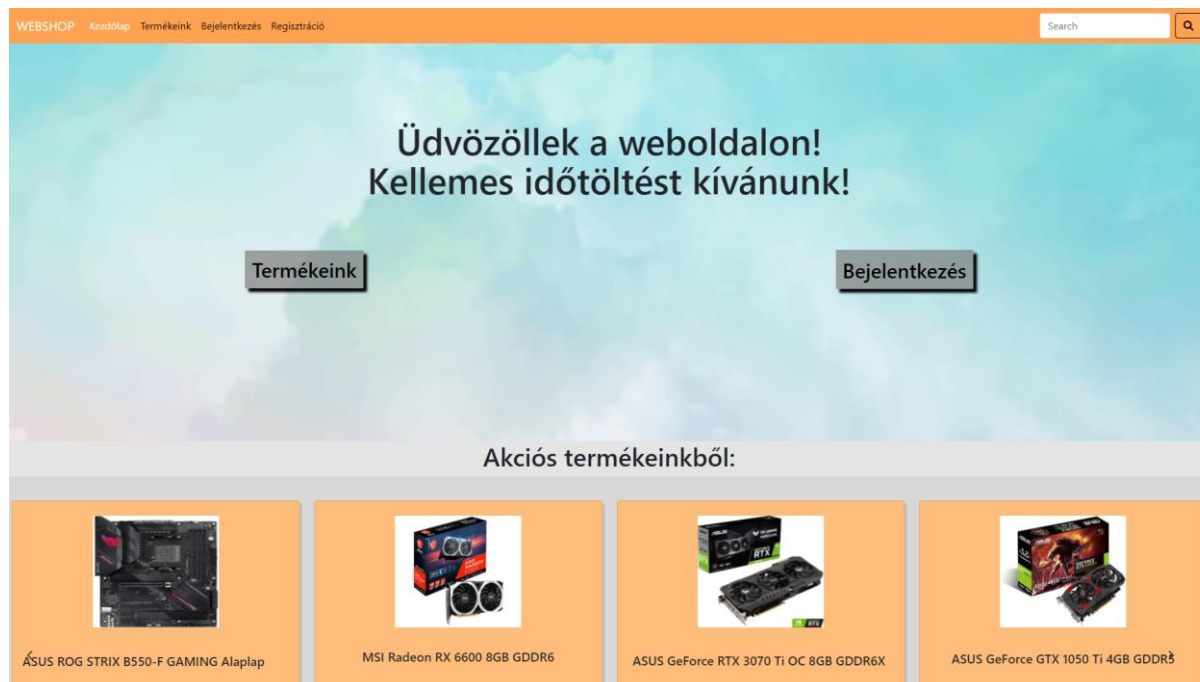 WEBSHOP Kezdőlap Termékeink Bejelentkezés Regisztráció Search
Üdvözöllek a weboldalon!
Kellemes időtöltést kívánunk!
Termékeink Bejelentkezés
Akciós termékeinkből:
ASUS ROG STRIX B550-F GAMING Alaplap
MSI Radeon RX 6600 8GB GDDR6
ASUS GeForce RTX 3070 Ti OC 8GB GDDR6X
ASUS GeForce GTX 1050 Ti 4GB GDDR5